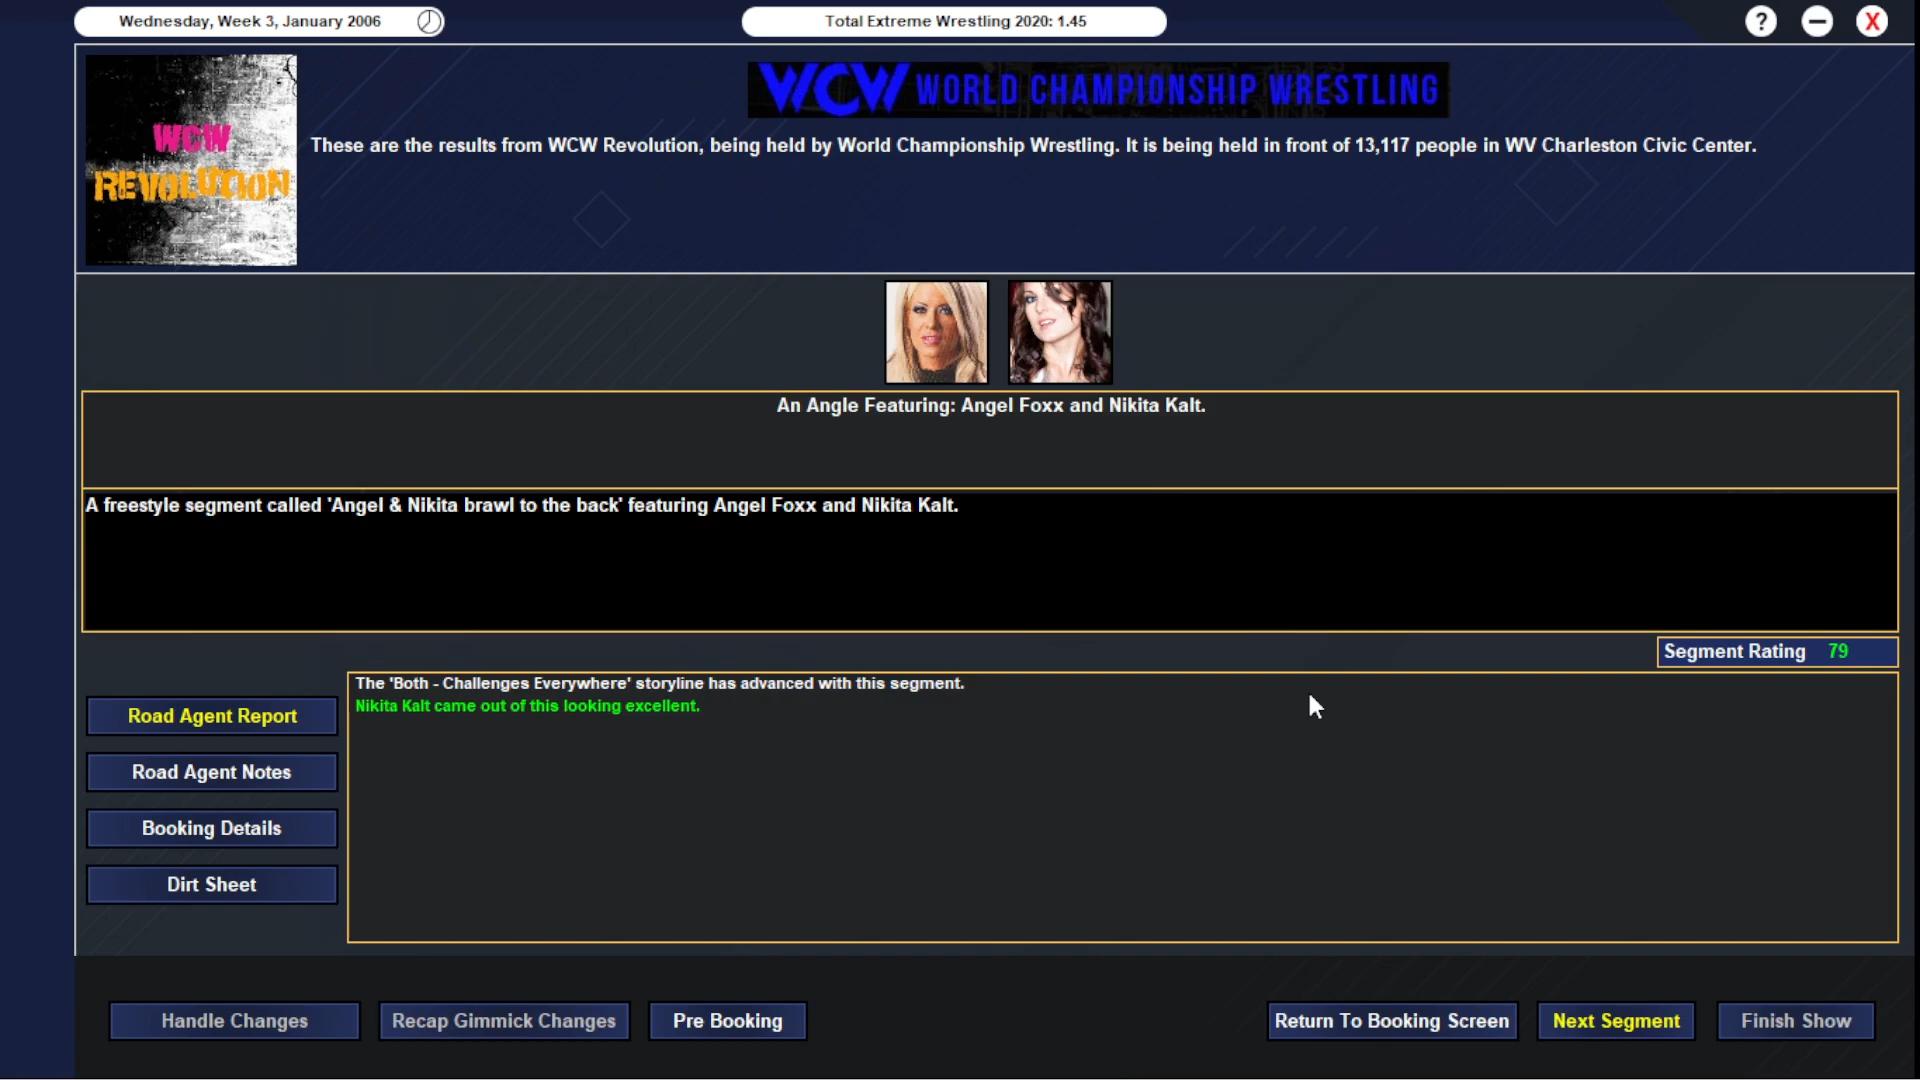 Wednesday, Week 3, January 2006
Total Extreme Wrestling 2020: 1.45
?
X
WCW WORLD CHAMPIONSHIP WRESTLING
WCW
REVOLUTION
These are the results from WCW Revolution, being held by World Championship Wrestling. It is being held in front of 13,117 people in WV Charleston Civic Center.
An Angle Featuring: Angel Foxx and Nikita Kalt.
A freestyle segment called 'Angel & Nikita brawl to the back' featuring Angel Foxx and Nikita Kalt.
Segment Rating 79
The 'Both - Challenges Everywhere' storyline has advanced with this segment.
Nikita Kalt came out of this looking excellent.
Road Agent Report
Road Agent Notes
Booking Details
Dirt Sheet
Handle Changes
Recap Gimmick Changes
Pre Booking
Return To Booking Screen
Next Segment
Finish Show